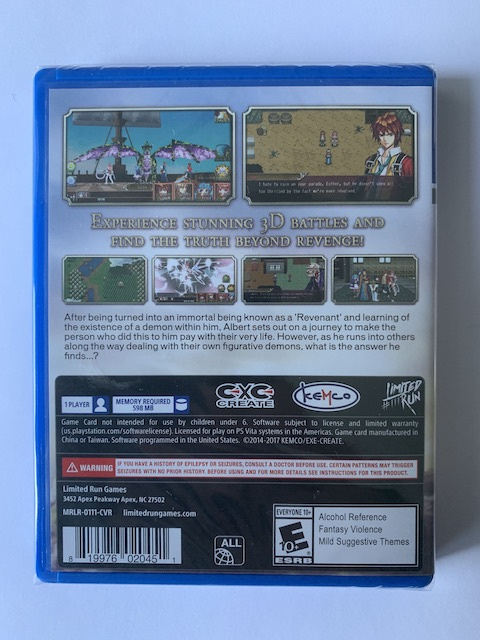 I hate to rain on your parade, Esther, but he doesn't seem all
too thrilled by the fact we're even revenants.
EXPERIENCE STUNNING 3D BATTLES AND
FIND THE TRUTH BEYOND REVENGE!
After being turned into an immortal being known as a 'Revenant' and learning of
the existence of a demon within him, Albert sets out on a journey to make the
person who did this to him pay with their very life. However, as he runs into others
along the way dealing with their own figurative demons, what is the answer he
finds...?
1 PLAYER
MEMORY REQUIRED
598 MB
EXE
CREATE
KEMCO
LIMITED
RUN
Game Card not intended for use by children under 6. Software subject to license and limited warranty
(us.playstation.com/softwarelicense). Licensed for play on PS Vita systems in the Americas. Game card manufactured in
China or Taiwan. Software programmed in the United States. ©2014-2017 KEMCO/EXE-CREATE.
WARNING
IF YOU HAVE A HISTORY OF EPILEPSY OR SEIZURES, CONSULT A DOCTOR BEFORE USE. CERTAIN PATTERNS MAY TRIGGER
SEIZURES WITH NO PRIOR HISTORY. BEFORE USING AND FOR MORE DETAILS SEE INSTRUCTIONS FOR THIS PRODUCT.
Limited Run Games
3452 Apex Peakway Apex, NC 27502
MRLR-0111-CVR limitedrungames.com
8 19976 02045 1
ALL
EVERYONE 10+
E
10+
ESRB
Alcohol Reference
Fantasy Violence
Mild Suggestive Themes